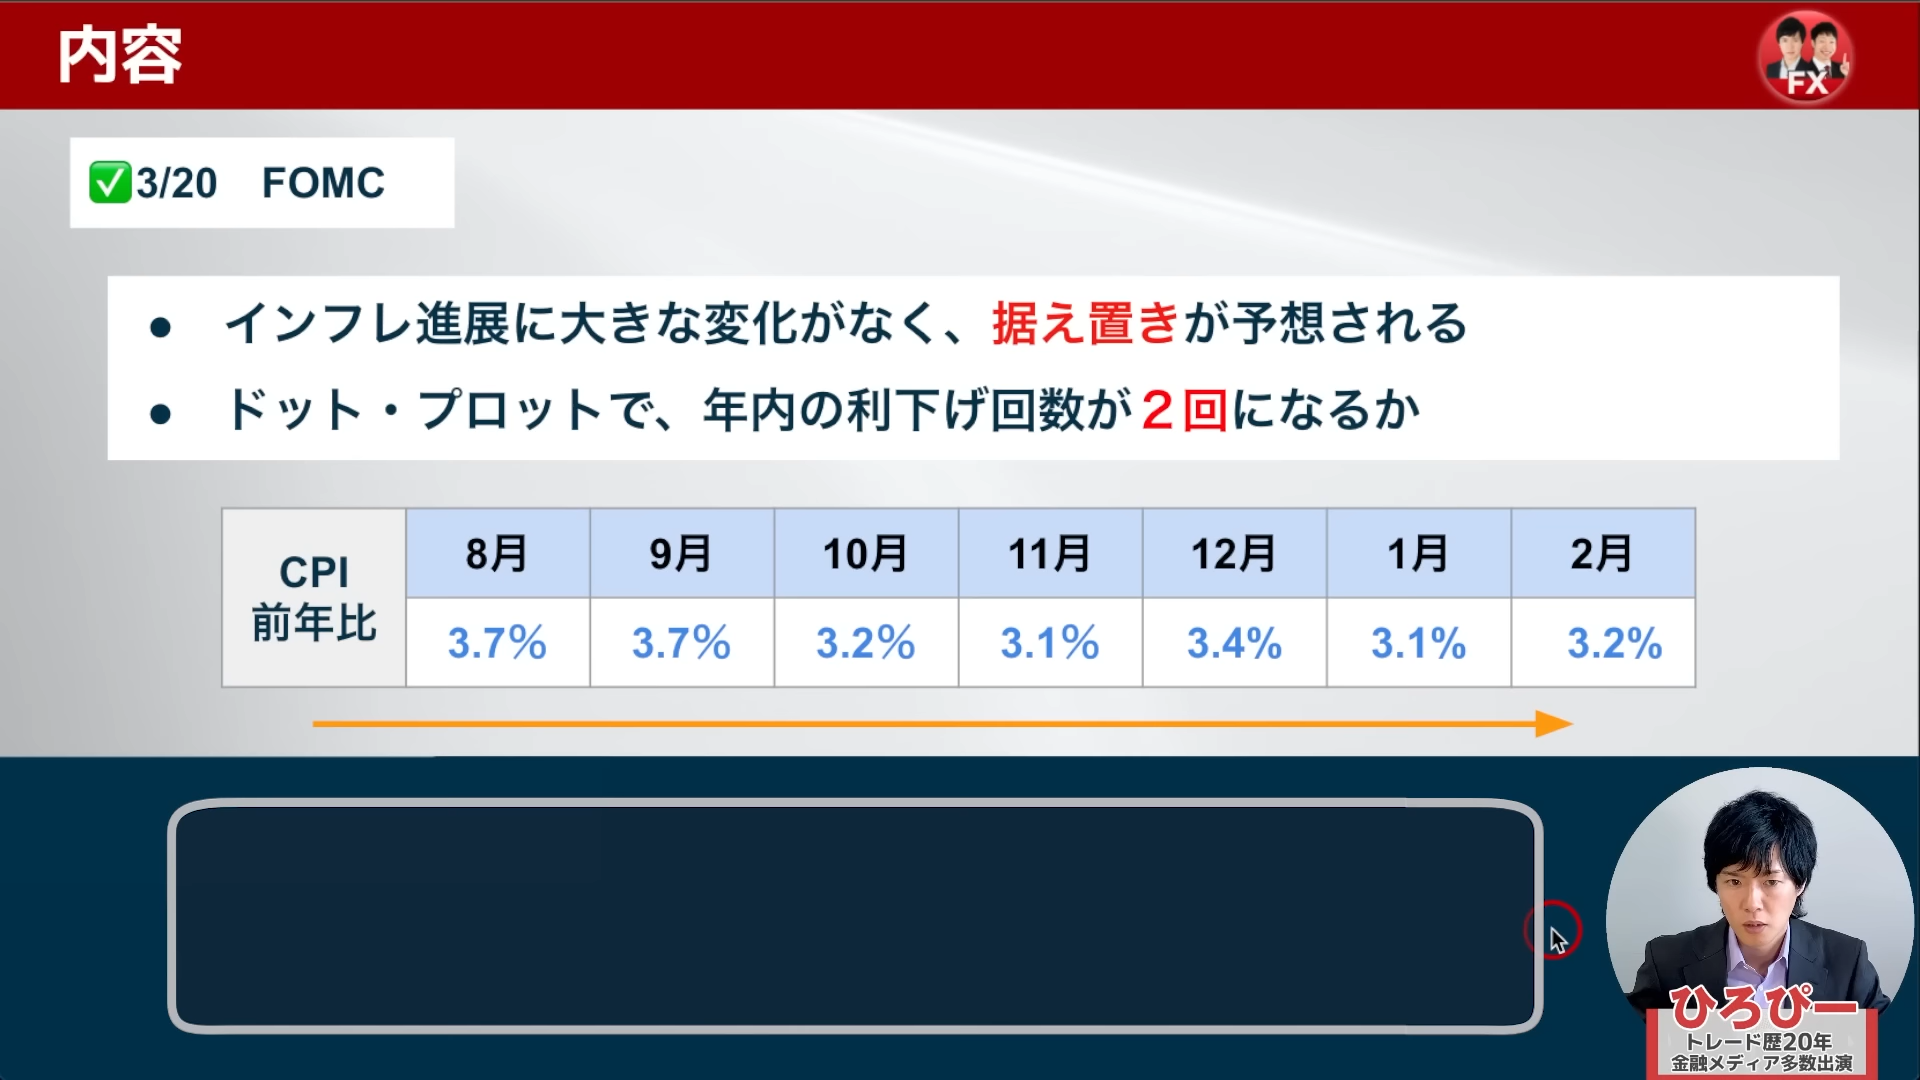 内容
FX
✅3/20 FOMC
● インフレ進展に大きな変化がなく、据え置きが予想される
● ドット・プロットで、年内の利下げ回数が２回になるか
CPI 前年比
8月 9月 10月 11月 12月 1月 2月
3.7% 3.7% 3.2% 3.1% 3.4% 3.1% 3.2%
ひろぴー
トレード歴20年
金融メディア多数出演